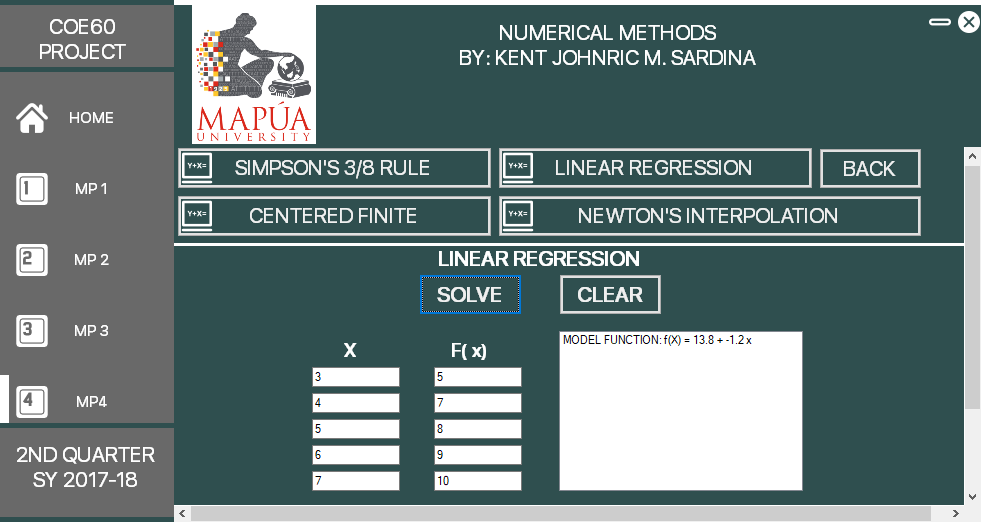 COE60
PROJECT
HOME
1
MP 1
2
MP 2
3
MP 3
4
MP4
2ND QUARTER
SY 2017-18
MAPÚA
UNIVERSITY
NUMERICAL METHODS
BY: KENT JOHNRIC M. SARDINA
Y+X=
SIMPSON'S 3/8 RULE
Y+X=
LINEAR REGRESSION
BACK
Y+X=
CENTERED FINITE
Y+X=
NEWTON'S INTERPOLATION
LINEAR REGRESSION
SOLVE
CLEAR
X
F( x)
3
5
4
7
5
8
6
9
7
10
MODEL FUNCTION: f(X) = 13.8 + -1.2 x